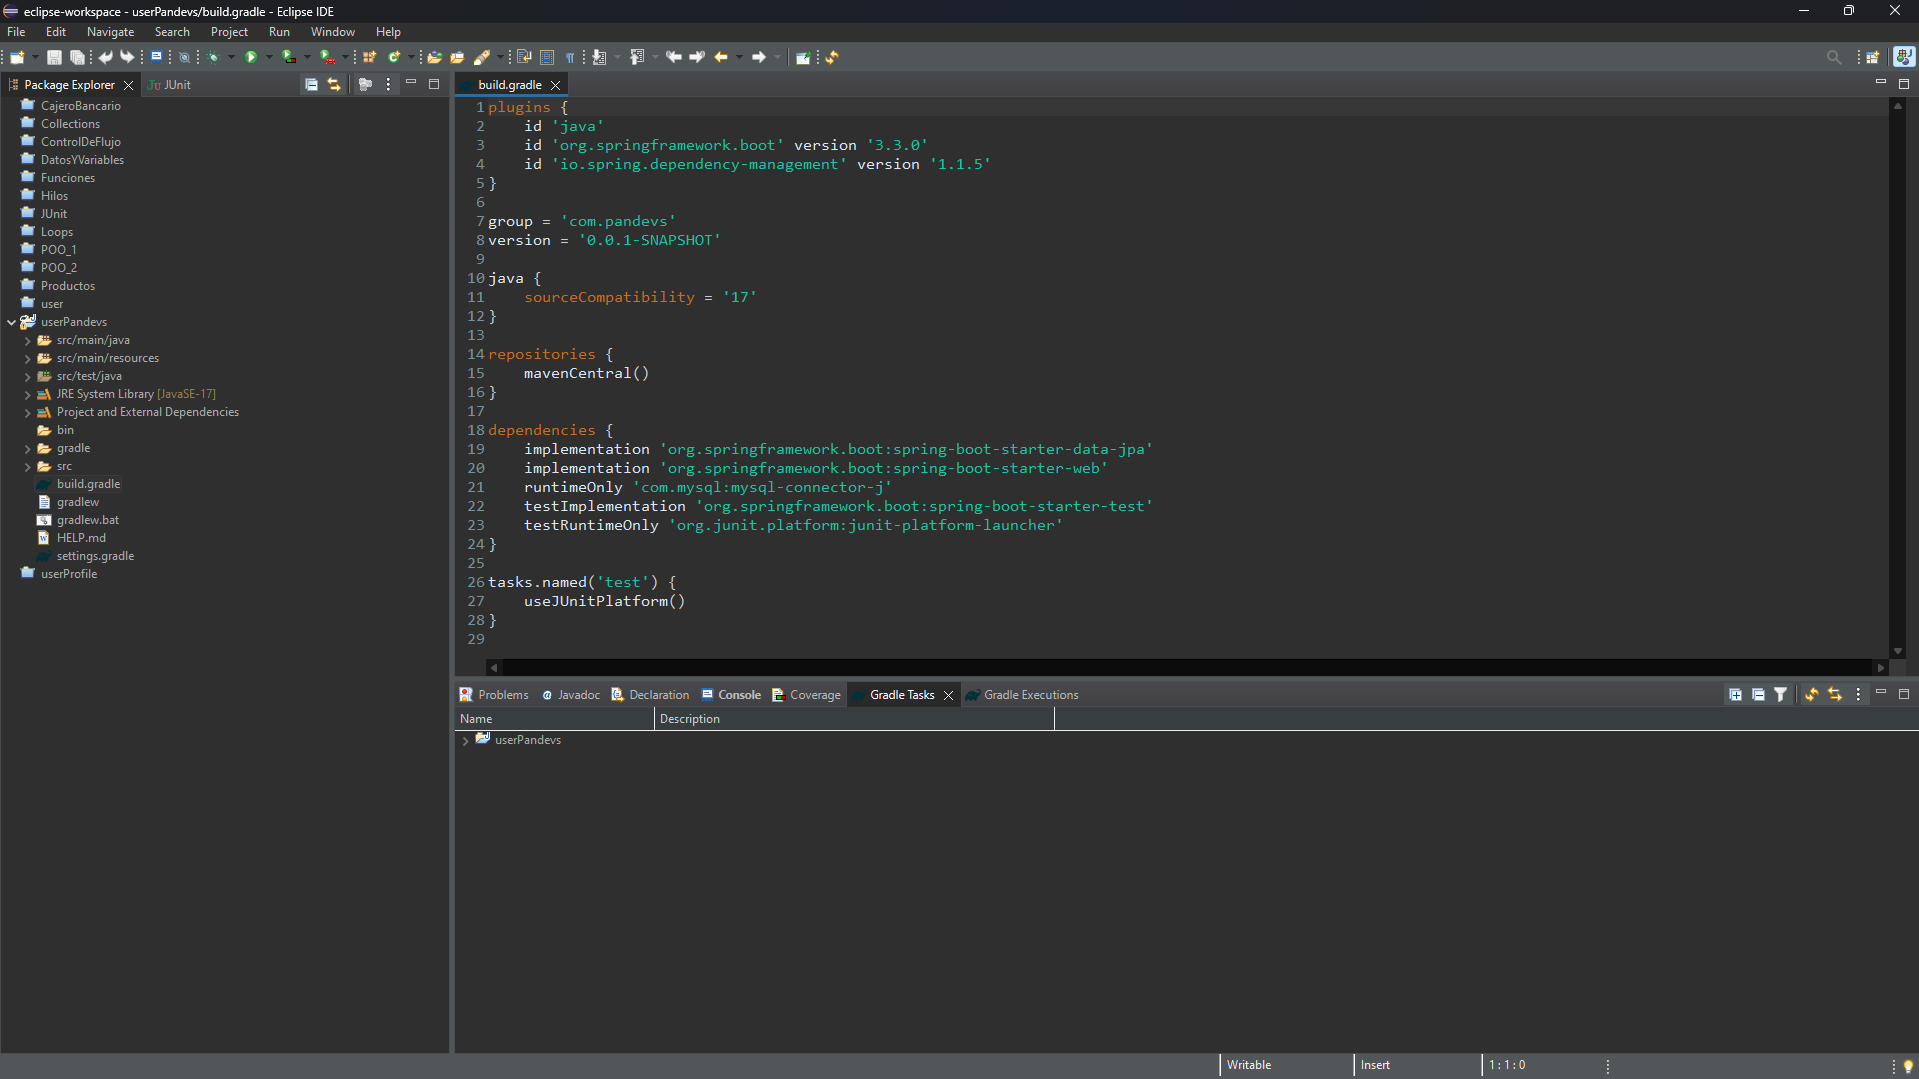 eclipse-workspace - userPandevs/build.gradle - Eclipse IDE
File Edit Navigate Search Project Run Window Help
Package Explorer
JUnit
CajeroBancario
Collections
ControlDeFlujo
DatosYVariables
Funciones
Hilos
JUnit
Loops
POO_1
POO_2
Productos
user
userPandevs
src/main/java
src/main/resources
src/test/java
JRE System Library [JavaSE-17]
Project and External Dependencies
bin
gradle
src
build.gradle
gradlew
gradlew.bat
HELP.md
settings.gradle
userProfile
build.gradle
1 plugins {
2     id 'java'
3     id 'org.springframework.boot' version '3.3.0'
4     id 'io.spring.dependency-management' version '1.1.5'
5 }
6
7 group = 'com.pandevs'
8 version = '0.0.1-SNAPSHOT'
9
10 java {
11     sourceCompatibility = '17'
12 }
13
14 repositories {
15     mavenCentral()
16 }
17
18 dependencies {
19     implementation 'org.springframework.boot:spring-boot-starter-data-jpa'
20     implementation 'org.springframework.boot:spring-boot-starter-web'
21     runtimeOnly 'com.mysql:mysql-connector-j'
22     testImplementation 'org.springframework.boot:spring-boot-starter-test'
23     testRuntimeOnly 'org.junit.platform:junit-platform-launcher'
24 }
25
26 tasks.named('test') {
27     useJUnitPlatform()
28 }
29
Problems Javadoc Declaration Console Coverage Gradle Tasks Gradle Executions
Name Description
userPandevs
Writable Insert 1 : 1 : 0